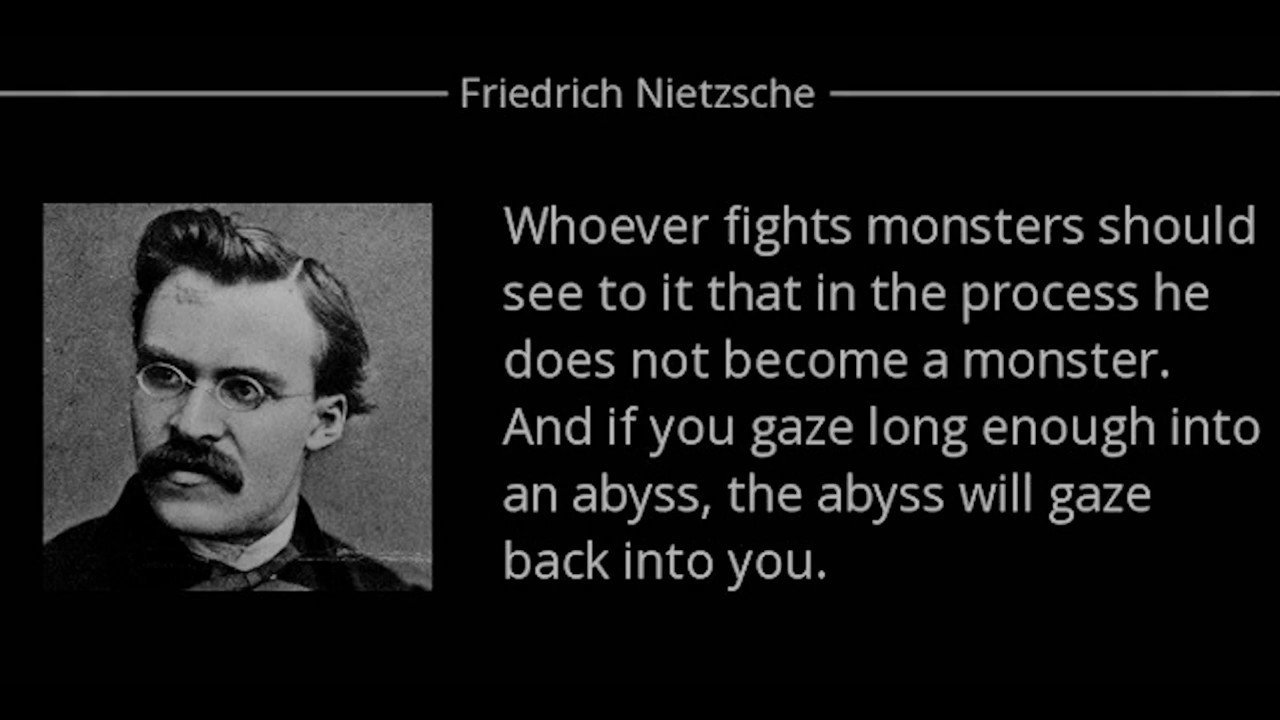 Friedrich Nietzsche
Whoever fights monsters should
see to it that in the process he
does not become a monster.
And if you gaze long enough into
an abyss, the abyss will gaze
back into you.